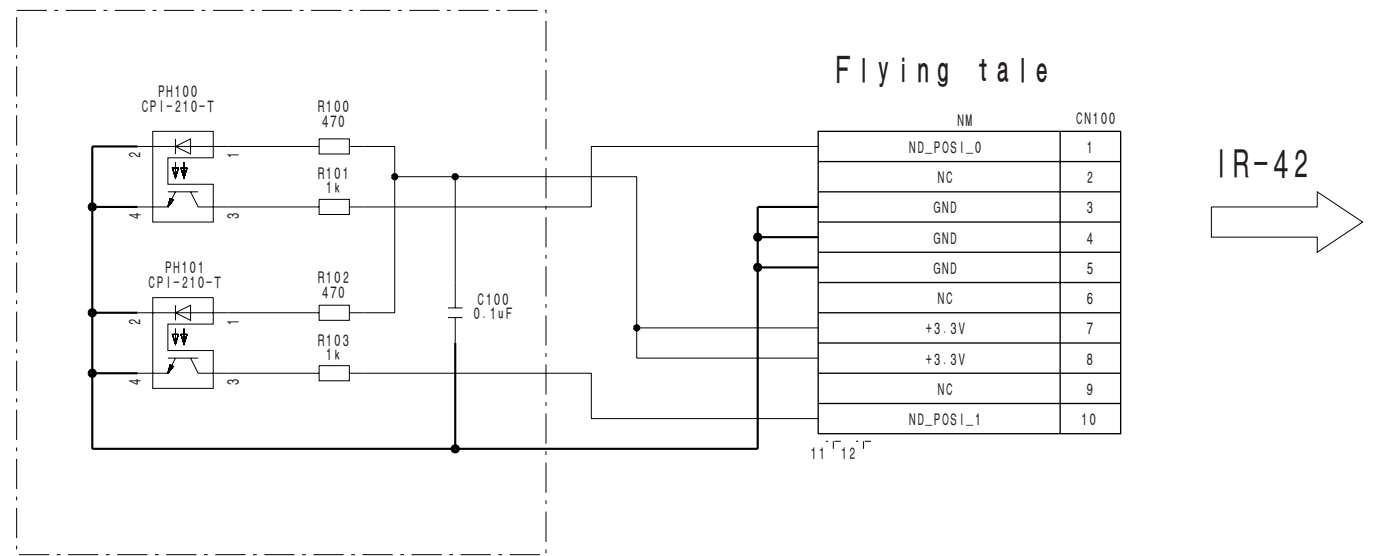 Flying tale
PH100
CPI-210-T
R100
470
2
1
R101
1k
4
3
PH101
CPI-210-T
R102
470
2
1
C100
0.1uF
R103
1k
4
3
NM CN100
ND_POSI_0 1
NC 2
GND 3
GND 4
GND 5
NC 6
+3.3V 7
+3.3V 8
NC 9
ND_POSI_1 10
11 12
IR-42